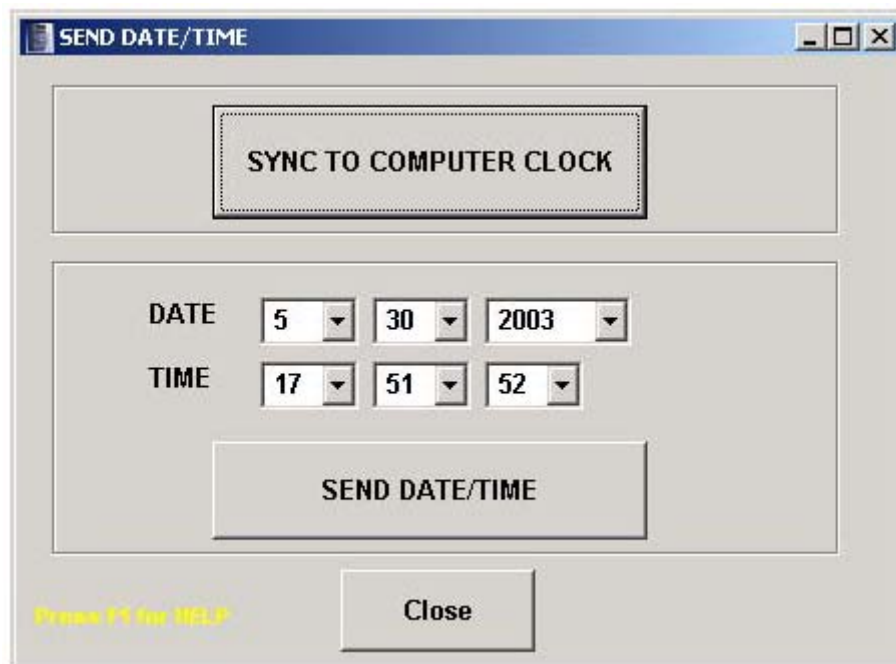 SEND DATE/TIME
SYNC TO COMPUTER CLOCK
DATE 5 30 2003
TIME 17 51 52
SEND DATE/TIME
Press F1 for HELP
Close